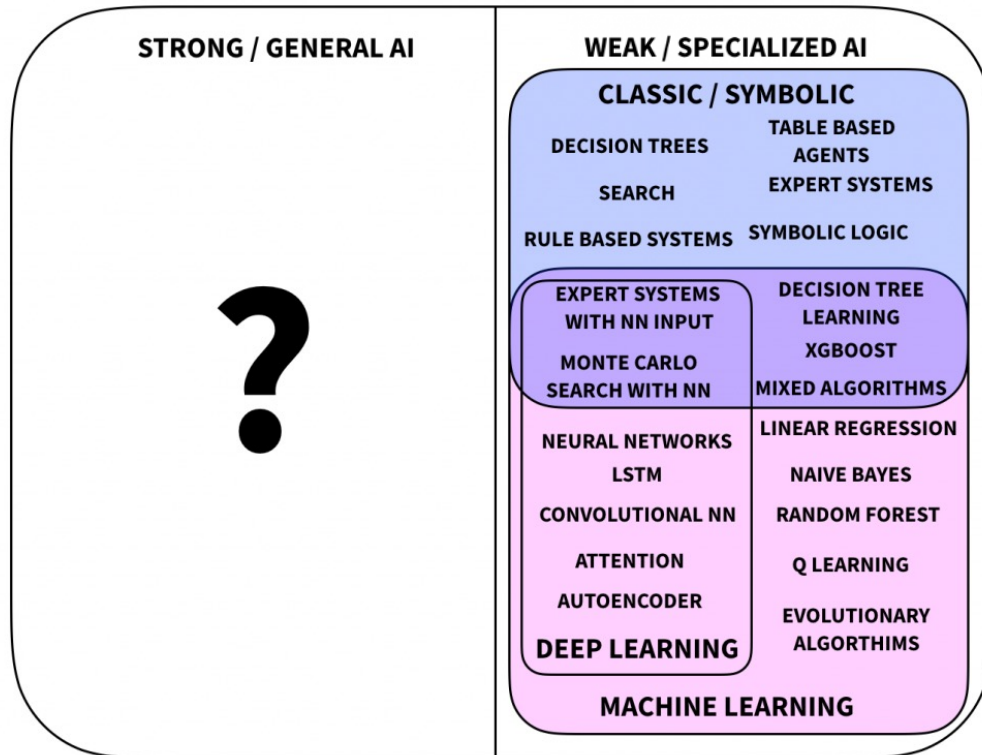 STRONG / GENERAL AI
?
WEAK / SPECIALIZED AI
CLASSIC / SYMBOLIC
DECISION TREES
TABLE BASED
AGENTS
SEARCH
EXPERT SYSTEMS
RULE BASED SYSTEMS
SYMBOLIC LOGIC
EXPERT SYSTEMS
WITH NN INPUT
MONTE CARLO
SEARCH WITH NN
DECISION TREE
LEARNING
XGBOOST
MIXED ALGORITHMS
NEURAL NETWORKS
LSTM
CONVOLUTIONAL NN
ATTENTION
AUTOENCODER
DEEP LEARNING
LINEAR REGRESSION
NAIVE BAYES
RANDOM FOREST
Q LEARNING
EVOLUTIONARY
ALGORTHIMS
MACHINE LEARNING